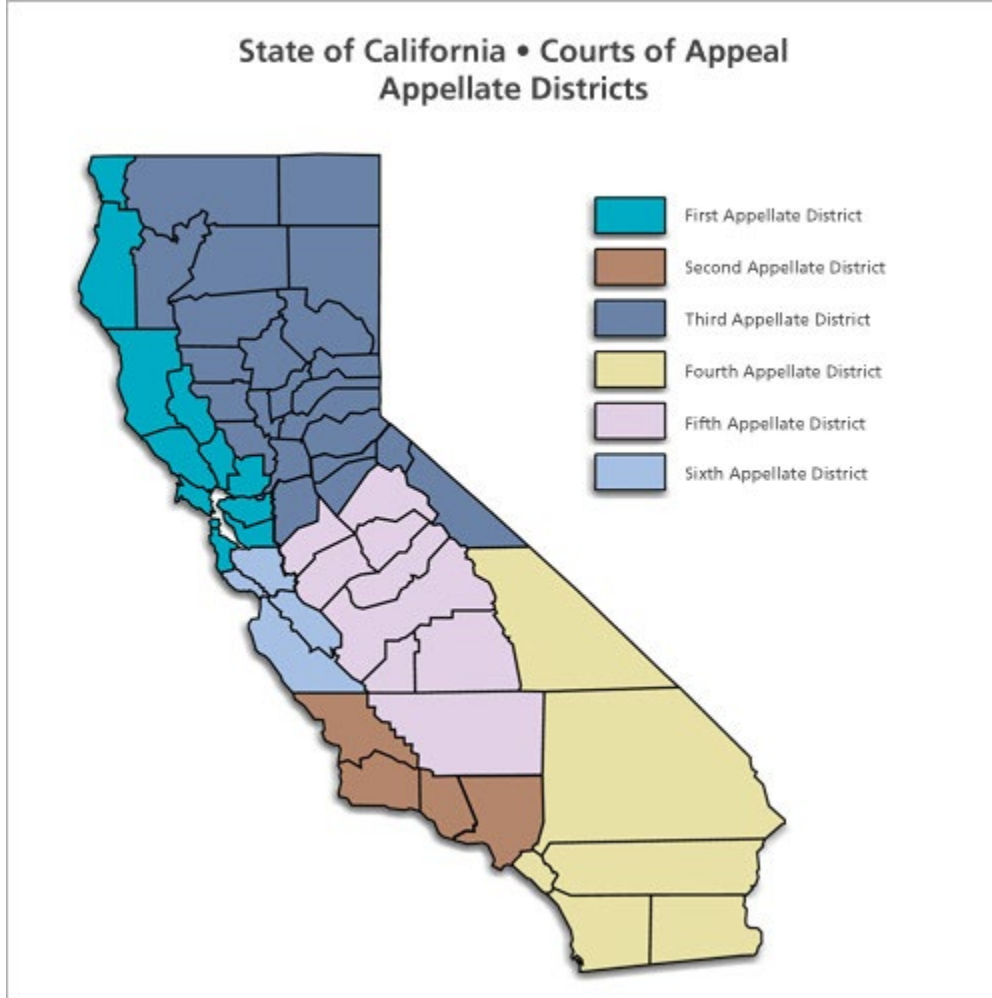 State of California • Courts of Appeal
Appellate Districts
First Appellate District
Second Appellate District
Third Appellate District
Fourth Appellate District
Fifth Appellate District
Sixth Appellate District